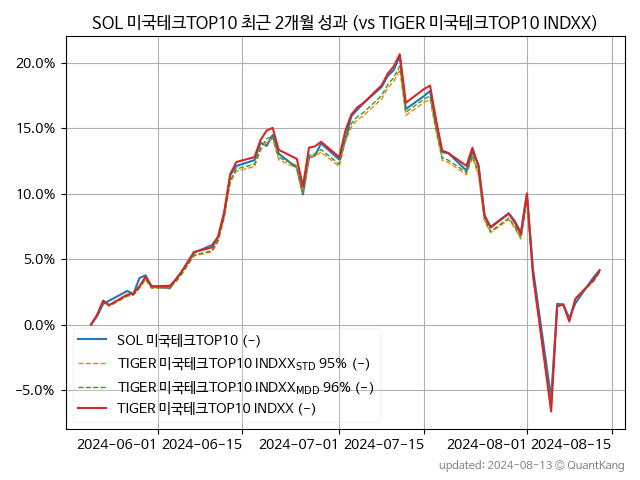 SOL 미국테크TOP10 최근 2개월 성과 (vs TIGER 미국테크TOP10 INDXX)
20.0%
15.0%
10.0%
5.0%
0.0%
−5.0%
SOL 미국테크TOP10 (-)
TIGER 미국테크TOP10 INDXX_STD 95% (-)
TIGER 미국테크TOP10 INDXX_MDD 96% (-)
TIGER 미국테크TOP10 INDXX (-)
2024-06-01 2024-06-15 2024-07-01 2024-07-15 2024-08-01 2024-08-15
updated: 2024-08-13 © QuantKang